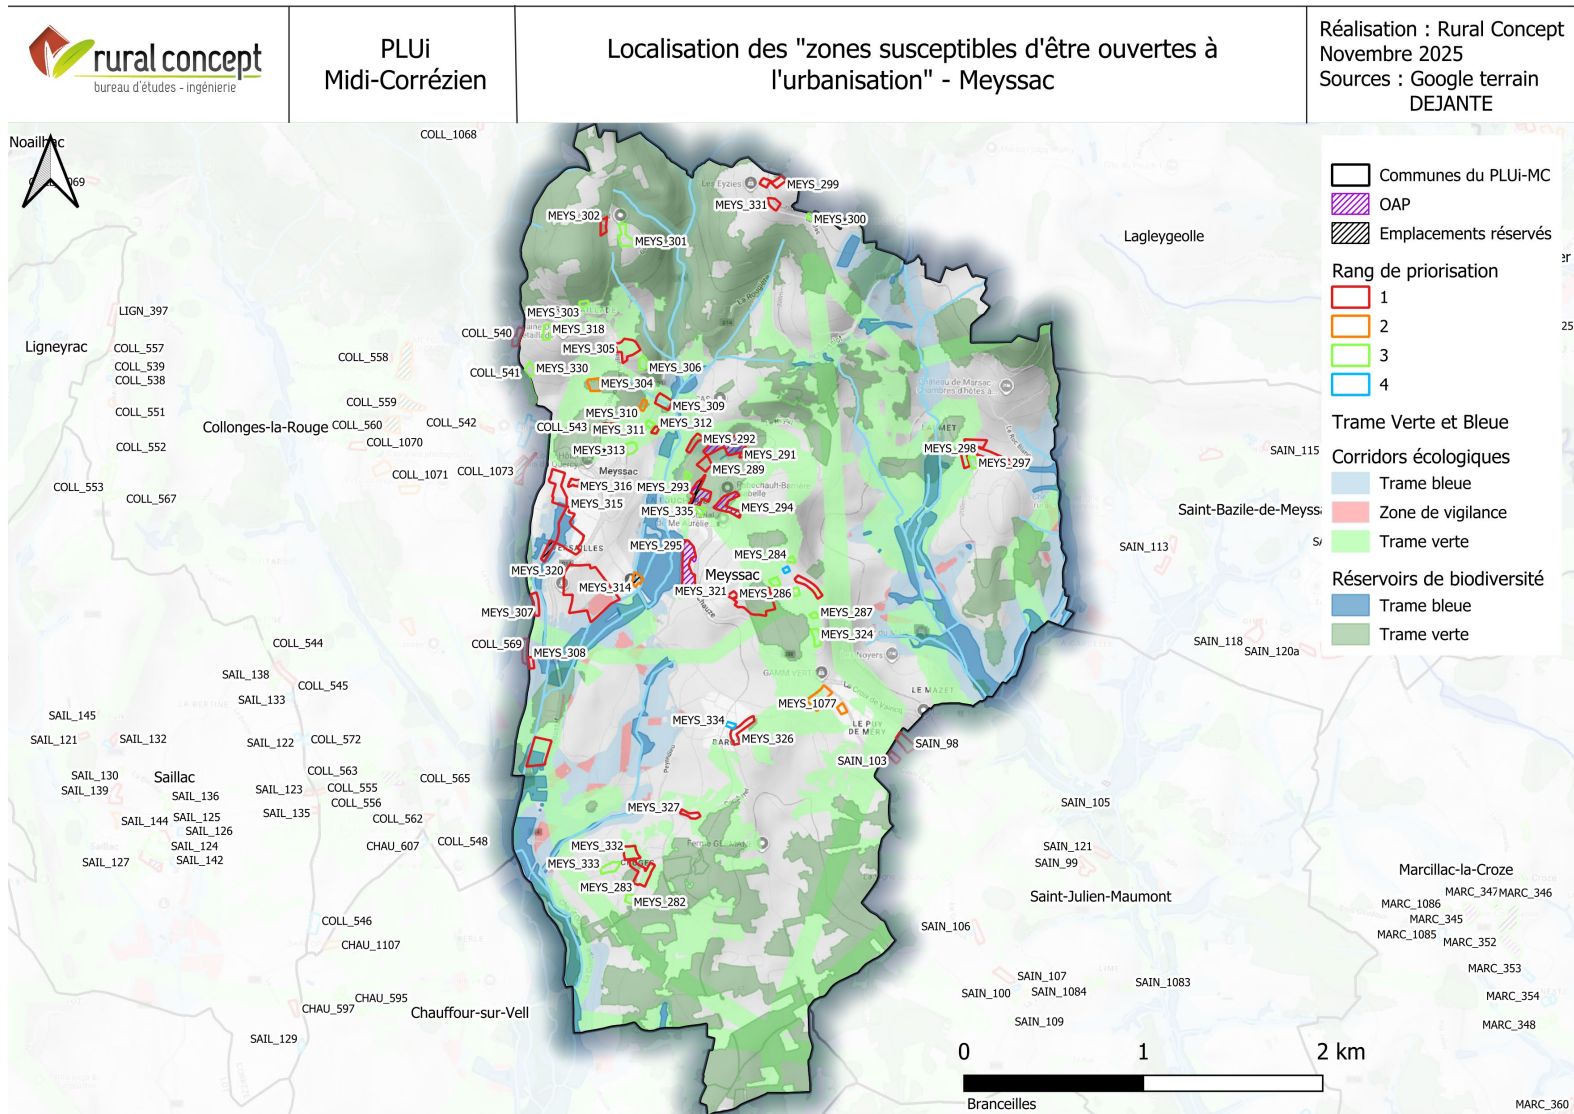 rural concept
bureau d'études - ingénierie
PLUi
Midi-Corrézien
Localisation des "zones susceptibles d'être ouvertes à
l'urbanisation" - Meyssac
Réalisation : Rural Concept
Novembre 2025
Sources : Google terrain
DEJANTE
Communes du PLUi-MC
OAP
Emplacements réservés
Rang de priorisation
1
2
3
4
Trame Verte et Bleue
Corridors écologiques
Trame bleue
Zone de vigilance
Trame verte
Réservoirs de biodiversité
Trame bleue
Trame verte
COLL_1068
MEYS_299
MEYS_331
MEYS_300
MEYS_302
MEYS_301
Lagleygeolle
LIGN_397
MEYS_303
MEYS_318
COLL_540
Ligneyrac
COLL_557
MEYS_305
COLL_558
COLL_539
COLL_538
COLL_541
MEYS_330
MEYS_306
MEYS_304
COLL_559
COLL_551
MEYS_310
MEYS_309
Collonges-la-Rouge
COLL_560
COLL_542
COLL_543
MEYS_311
MEYS_312
COLL_552
COLL_1070
MEYS_292
MEYS_313
MEYS_291
MEYS_298
MEYS_297
SAIN_115
COLL_1071
COLL_1073
Meyssac
MEYS_289
COLL_553
COLL_567
MEYS_316
MEYS_293
MEYS_315
MEYS_335
MEYS_294
MEYS_295
SAIN_113
MEYS_284
MEYS_320
Meyssac
MEYS_314
MEYS_321
MEYS_286
MEYS_307
MEYS_287
MEYS_324
COLL_544
COLL_569
MEYS_308
SAIN_118
SAIN_120a
SAIL_138
COLL_545
SAIL_133
LE MAZET
MEYS_1077
SAIL_145
MEYS_334
LE PUY
DE MÉRY
SAIL_121
SAIL_132
SAIL_122
COLL_572
MEYS_326
SAIN_98
SAIN_103
SAIL_130
Saillac
COLL_563
COLL_565
SAIL_139
SAIL_136
SAIL_123
COLL_555
COLL_556
SAIL_135
SAIN_105
MEYS_327
SAIL_144
SAIL_125
SAIL_126
COLL_562
SAIL_124
CHAU_607
COLL_548
MEYS_332
SAIL_127
SAIL_142
MEYS_333
SAIN_121
SAIN_99
MEYS_283
Marcillac-la-Croze
MEYS_282
Saint-Julien-Maumont
MARC_347
MARC_346
MARC_1086
MARC_345
MARC_1085
MARC_352
COLL_546
SAIN_106
CHAU_1107
MARC_353
SAIN_107
SAIN_1083
SAIN_100
SAIN_1084
CHAU_595
CHAU_597
Chauffour-sur-Vell
MARC_354
SAIN_109
MARC_348
SAIL_129
0
1
2 km
Branceilles
MARC_360